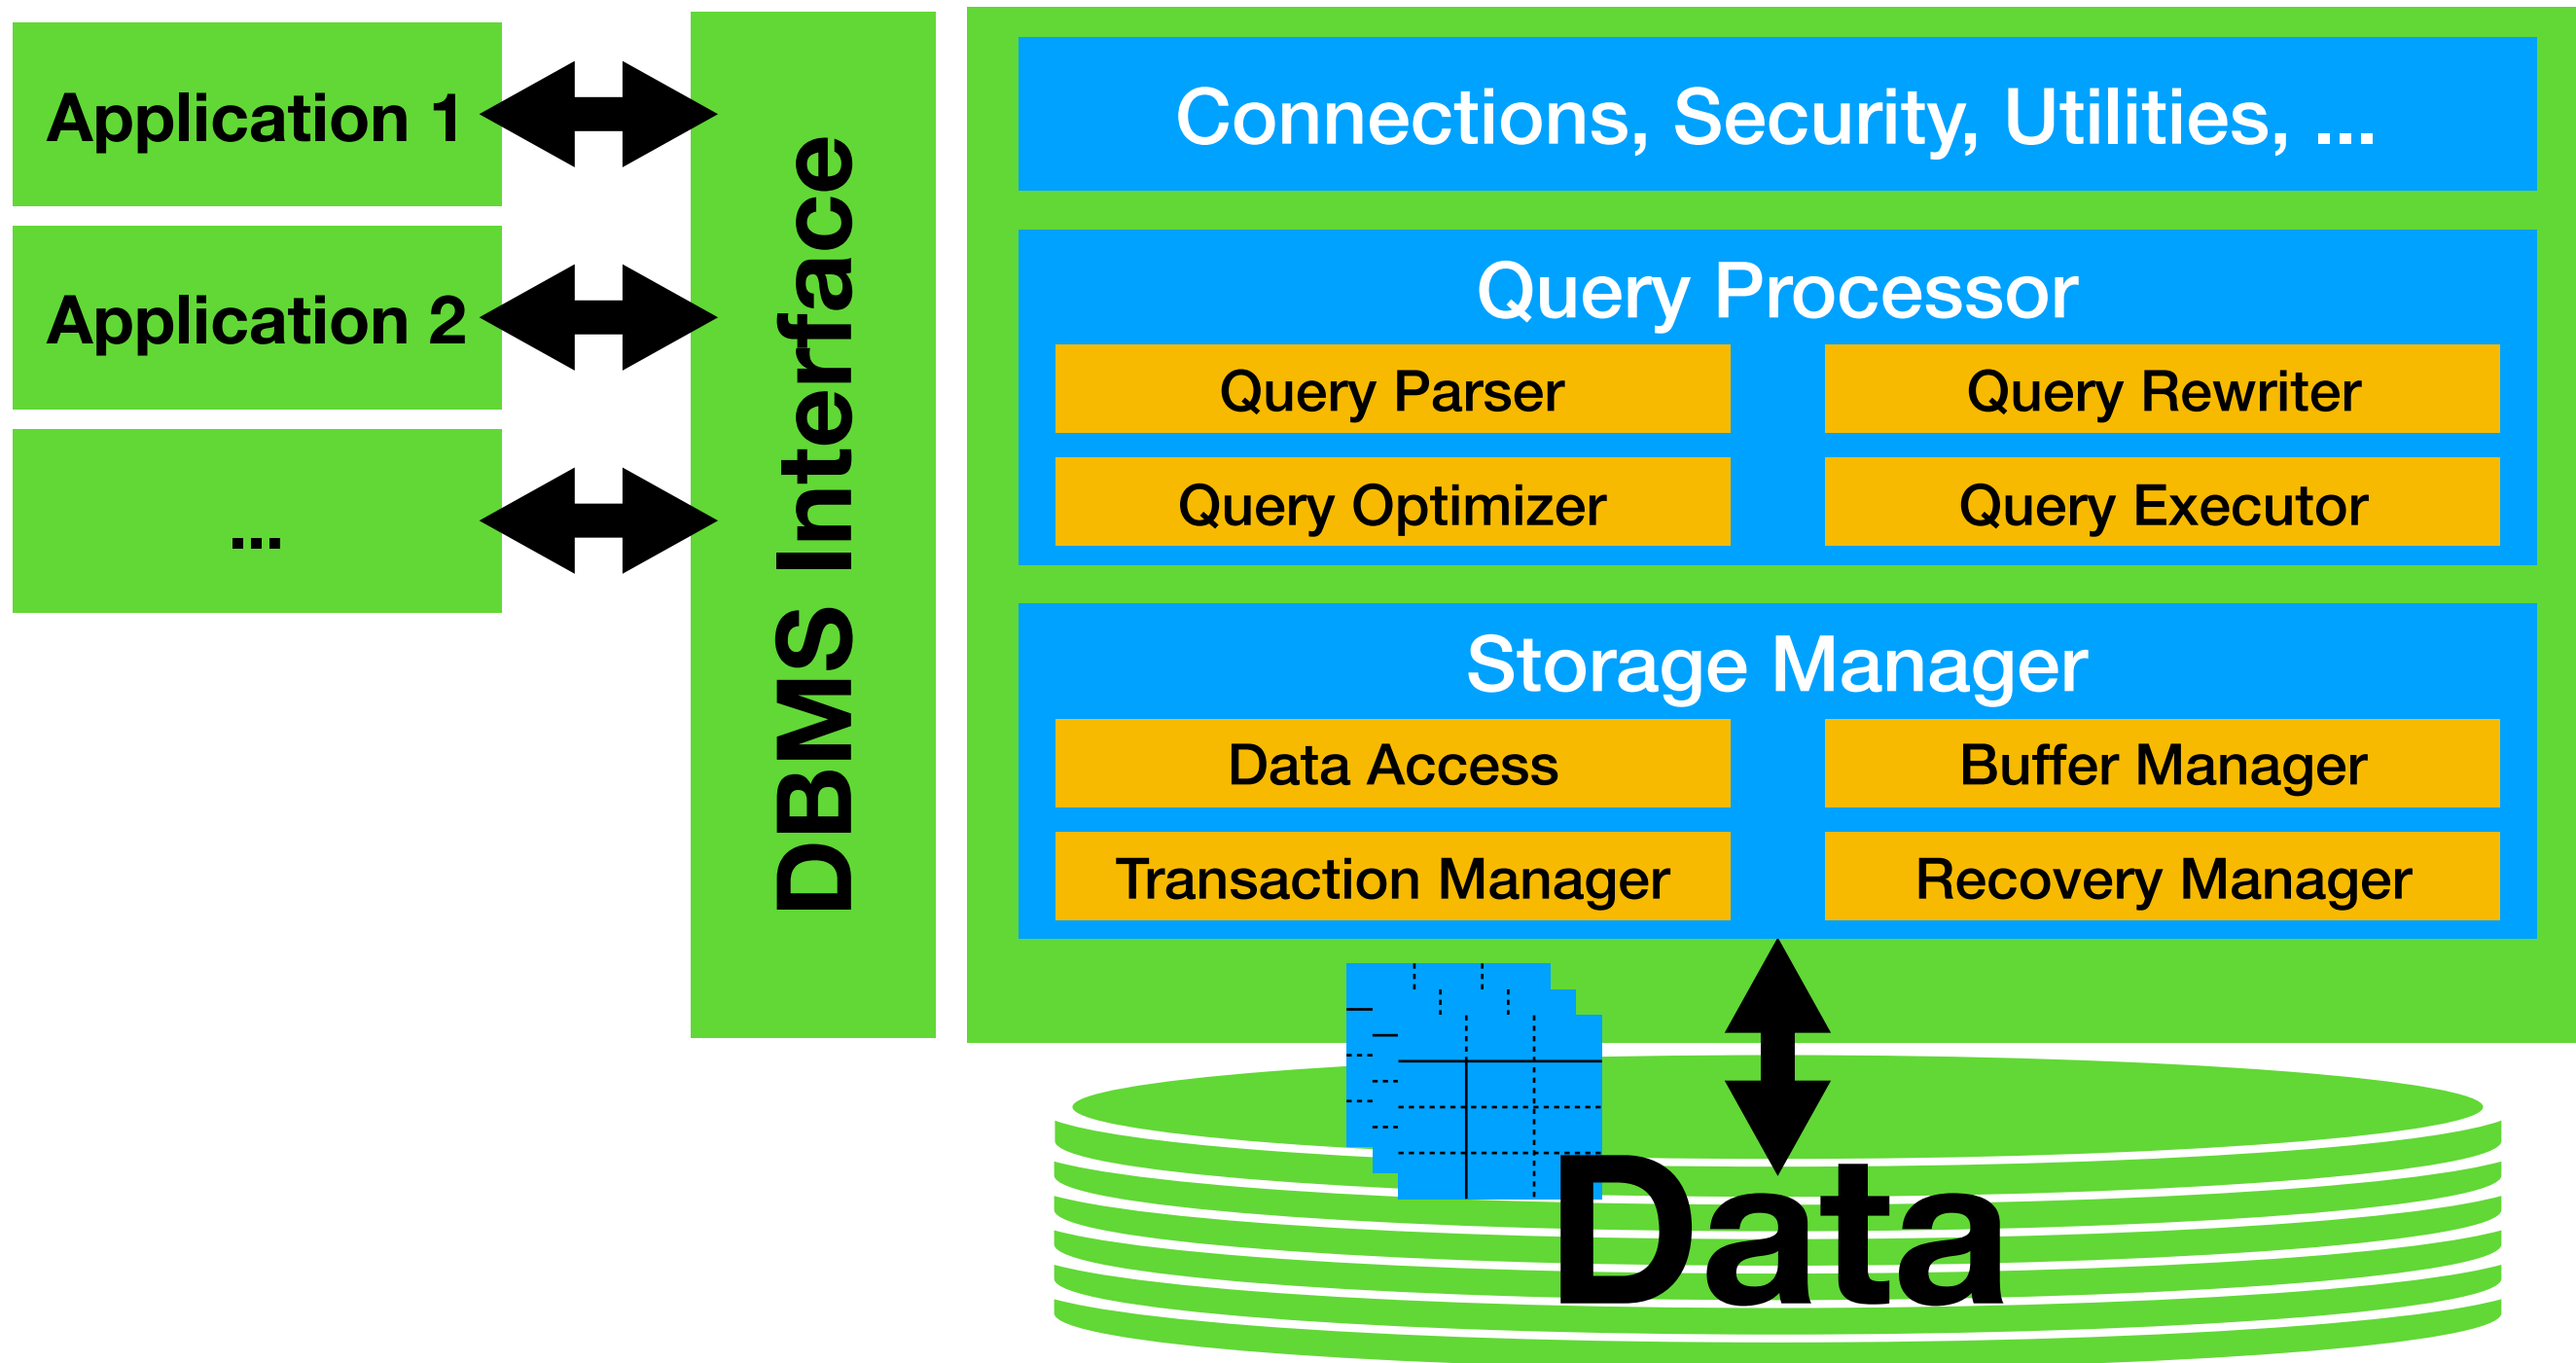 Application 1
Application 2
...
DBMS Interface
Connections, Security, Utilities, ...
Query Processor
Query Parser
Query Rewriter
Query Optimizer
Query Executor
Storage Manager
Data Access
Buffer Manager
Transaction Manager
Recovery Manager
Data